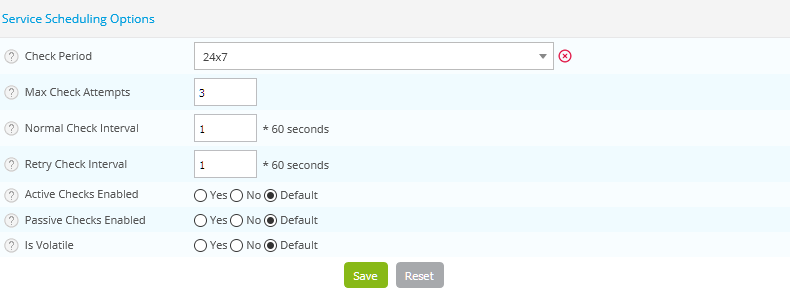 Service Scheduling Options
? Check Period 24x7
? Max Check Attempts 3
? Normal Check Interval 1 * 60 seconds
? Retry Check Interval 1 * 60 seconds
? Active Checks Enabled Yes No Default
? Passive Checks Enabled Yes No Default
? Is Volatile Yes No Default
Save Reset